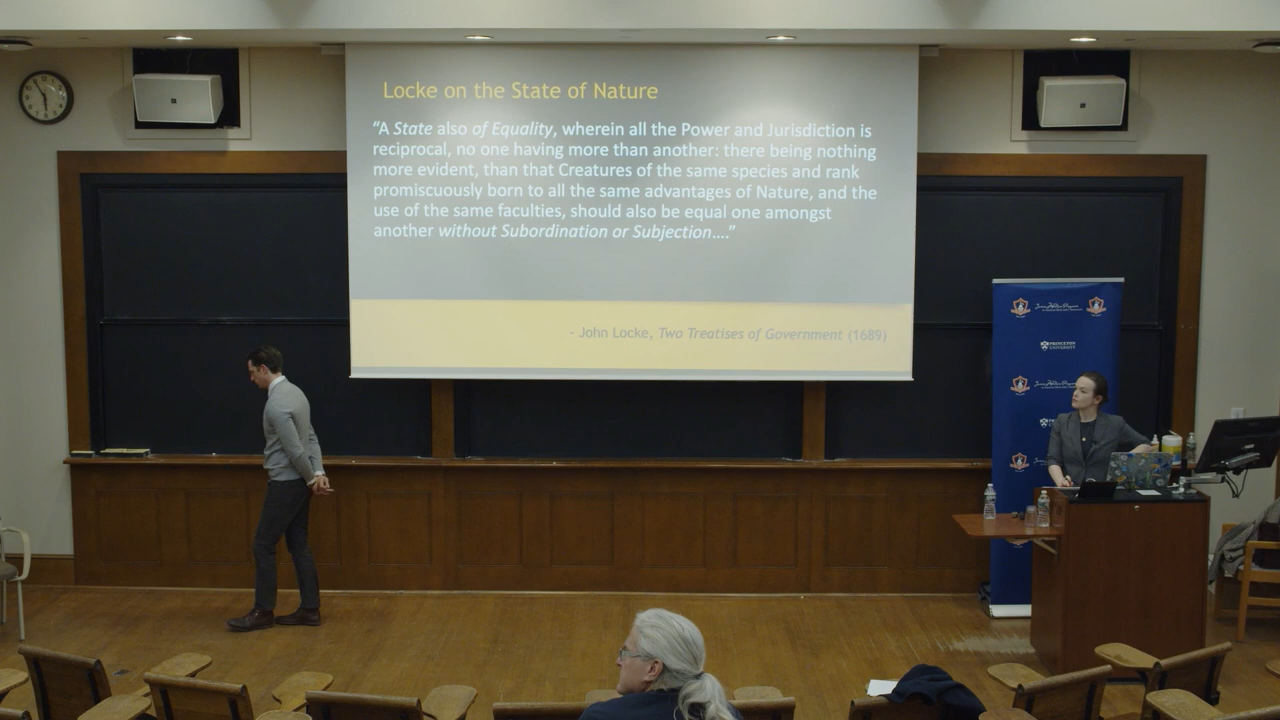 Locke on the State of Nature
“A State also of Equality, wherein all the Power and Jurisdiction is
reciprocal, no one having more than another: there being nothing
more evident, than that Creatures of the same species and rank
promiscuously born to all the same advantages of Nature, and the
use of the same faculties, should also be equal one amongst
another without Subordination or Subjection....”
- John Locke, Two Treatises of Government (1689)
PRINCETON
UNIVERSITY